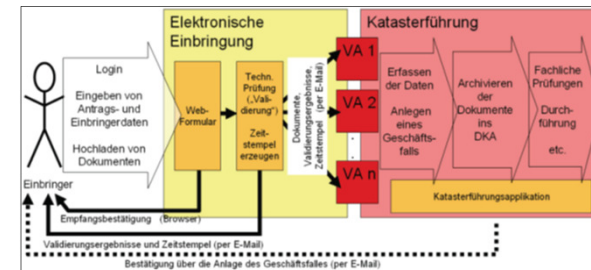 Elektronische
Einbringung
Katasterführung
Login
Eingeben von
Antrags- und
Einbringerdaten
Hochladen von
Dokumenten
Web-
Formular
Techn.
Prüfung
(„Vali-
dierung“)
Zeit-
stempel
erzeugen
Dokumente,
Validierungsergebnisse,
Zeitstempel (per E-Mail)
VA 1
VA 2
VA n
Erfassen
der Daten
Anlegen
eines
Geschäfts-
falls
Archivieren
der
Dokumente
ins
DKA
Fachliche
Prüfungen
Durch-
führung
etc.
Katasterführungsapplikation
Einbringer
Empfangsbestätigung (Browser)
Validierungsergebnisse und Zeitstempel (per E-Mail)
Bestätigung über die Anlage des Geschäftsfalles (per E-Mail)